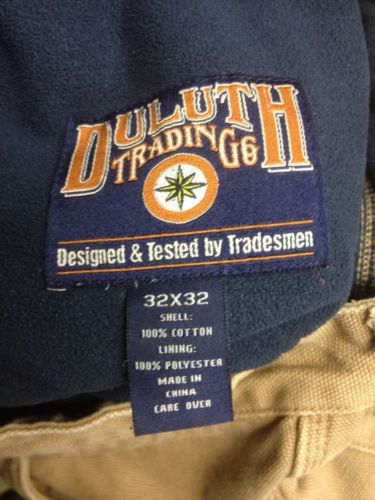 DULUTH
TRADING Co
Designed & Tested by Tradesmen
32X32
SHELL:
100% COTTON
LINING:
100% POLYESTER
MADE IN
CHINA
CARE OVER